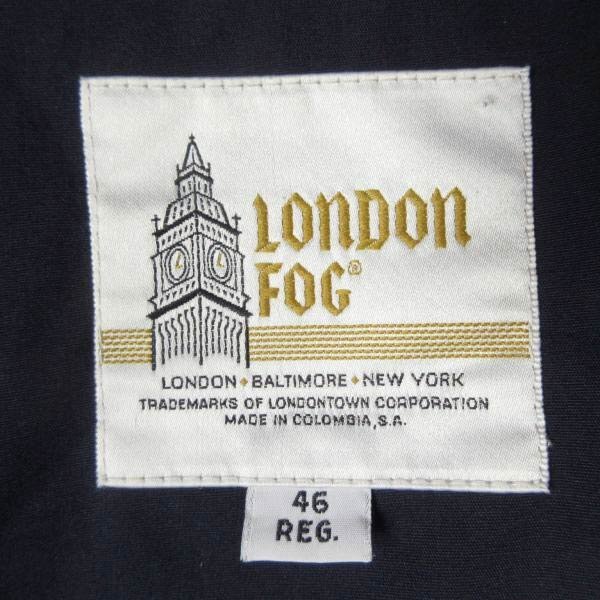 LONDON
FOG®
LONDON ◆ BALTIMORE ◆ NEW YORK
TRADEMARKS OF LONDONTOWN CORPORATION
MADE IN COLOMBIA, S.A.
46
REG.